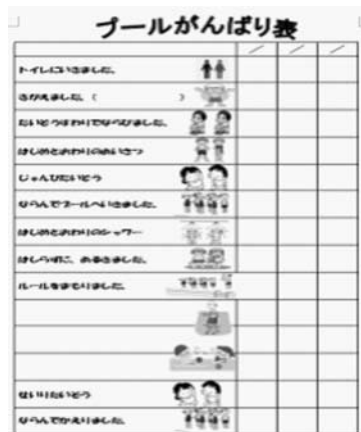 プールがんばり表
／ ／ ／
トイレにいきました。
きがえました。（　　　　）
たいそうずわりでならびました。
はじめとおわりのあいさつ
じゅんびたいそう
ならんでプールへいきました。
はじめとおわりのシャワー
はしらずに、あるきました。
ルールをまもりました。
せいりたいそう
ならんでかえりました。